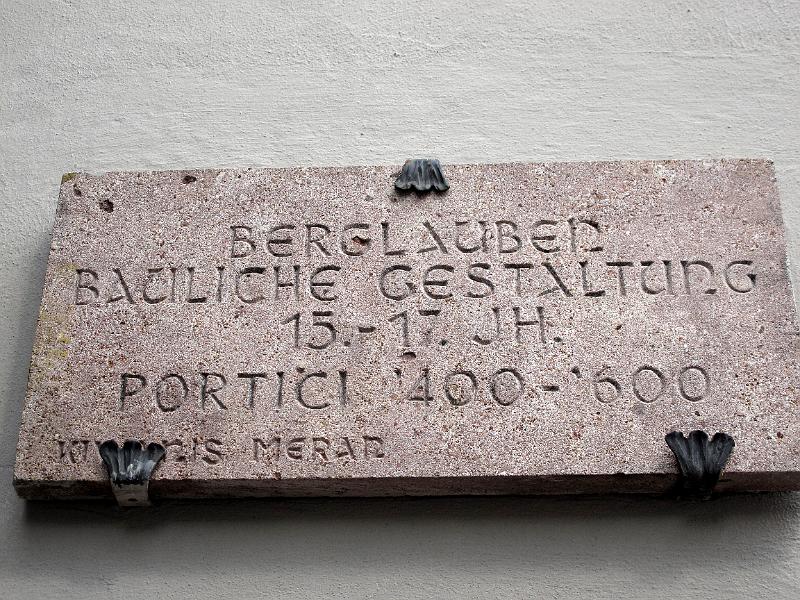 BERGLAUBEN
BAULICHE GESTALTUNG
15.-17. JH.
PORTICI '400-'600
MERAN